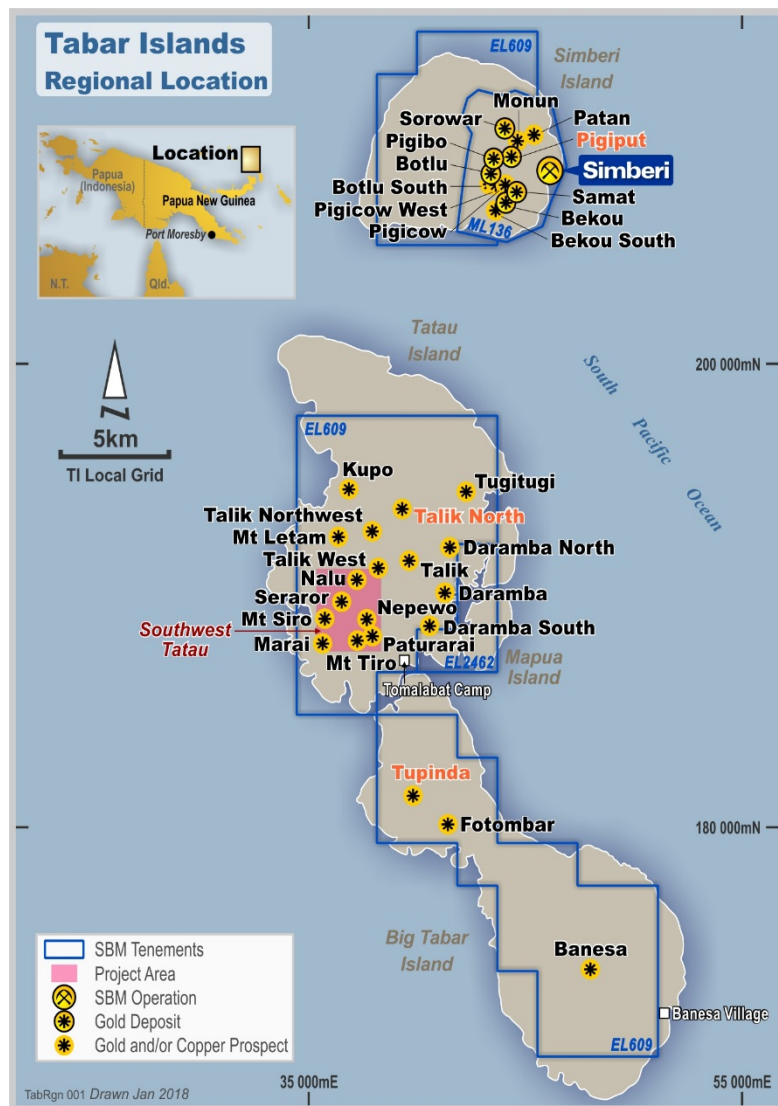 Tabar Islands
Regional Location
Location
Papua
(Indonesia)
Papua New Guinea
Port Moresby
N.T.
Qld.
EL609
Simberi
Island
Monun
Sorowar
Patan
Pigibo
Pigiput
Botlu
Simberi
Botlu South
Samat
Pigicow West
Bekou
Pigicow
ML136
Bekou South
Tatau
Island
South Pacific Ocean
200 000mN
N
5km
TI Local Grid
EL609
Kupo
Tugitugi
Talik Northwest
Talik North
Mt Letam
Daramba North
Talik West
Talik
Nalu
Daramba
Seraror
Nepewo
Mt Siro
Daramba South
Southwest
Tatau
Marai
Paturarai
Mt Tiro
EL2462
Mapua
Island
Tomalabat Camp
Tupinda
Fotombar
180 000mN
Big Tabar
Island
Banesa
Banesa Village
EL609
SBM Tenements
Project Area
SBM Operation
Gold Deposit
Gold and/or Copper Prospect
TabRgn 001 Drawn Jan 2018
35 000mE
55 000mE